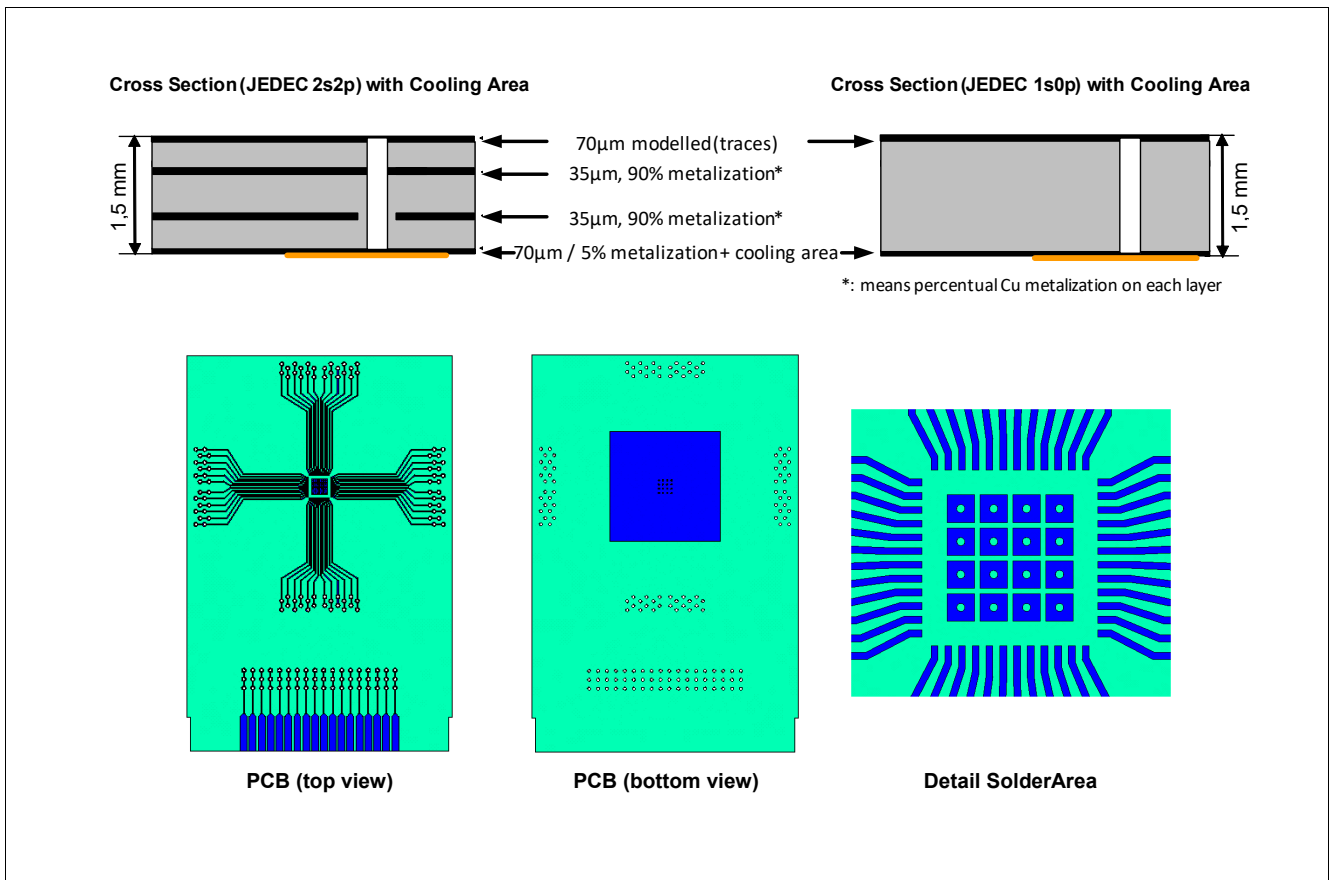 Cross Section (JEDEC 2s2p) with Cooling Area
Cross Section (JEDEC 1s0p) with Cooling Area
1,5 mm
70µm modelled (traces)
35µm, 90% metalization*
35µm, 90% metalization*
70µm / 5% metalization + cooling area
1,5 mm
*: means percentual Cu metalization on each layer
PCB (top view)
PCB (bottom view)
Detail SolderArea